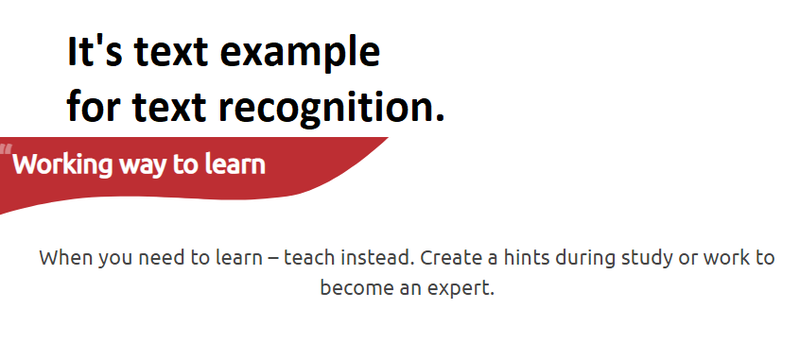 It's text example
for text recognition.
“Working way to learn
When you need to learn – teach instead. Create a hints during study or work to
become an expert.